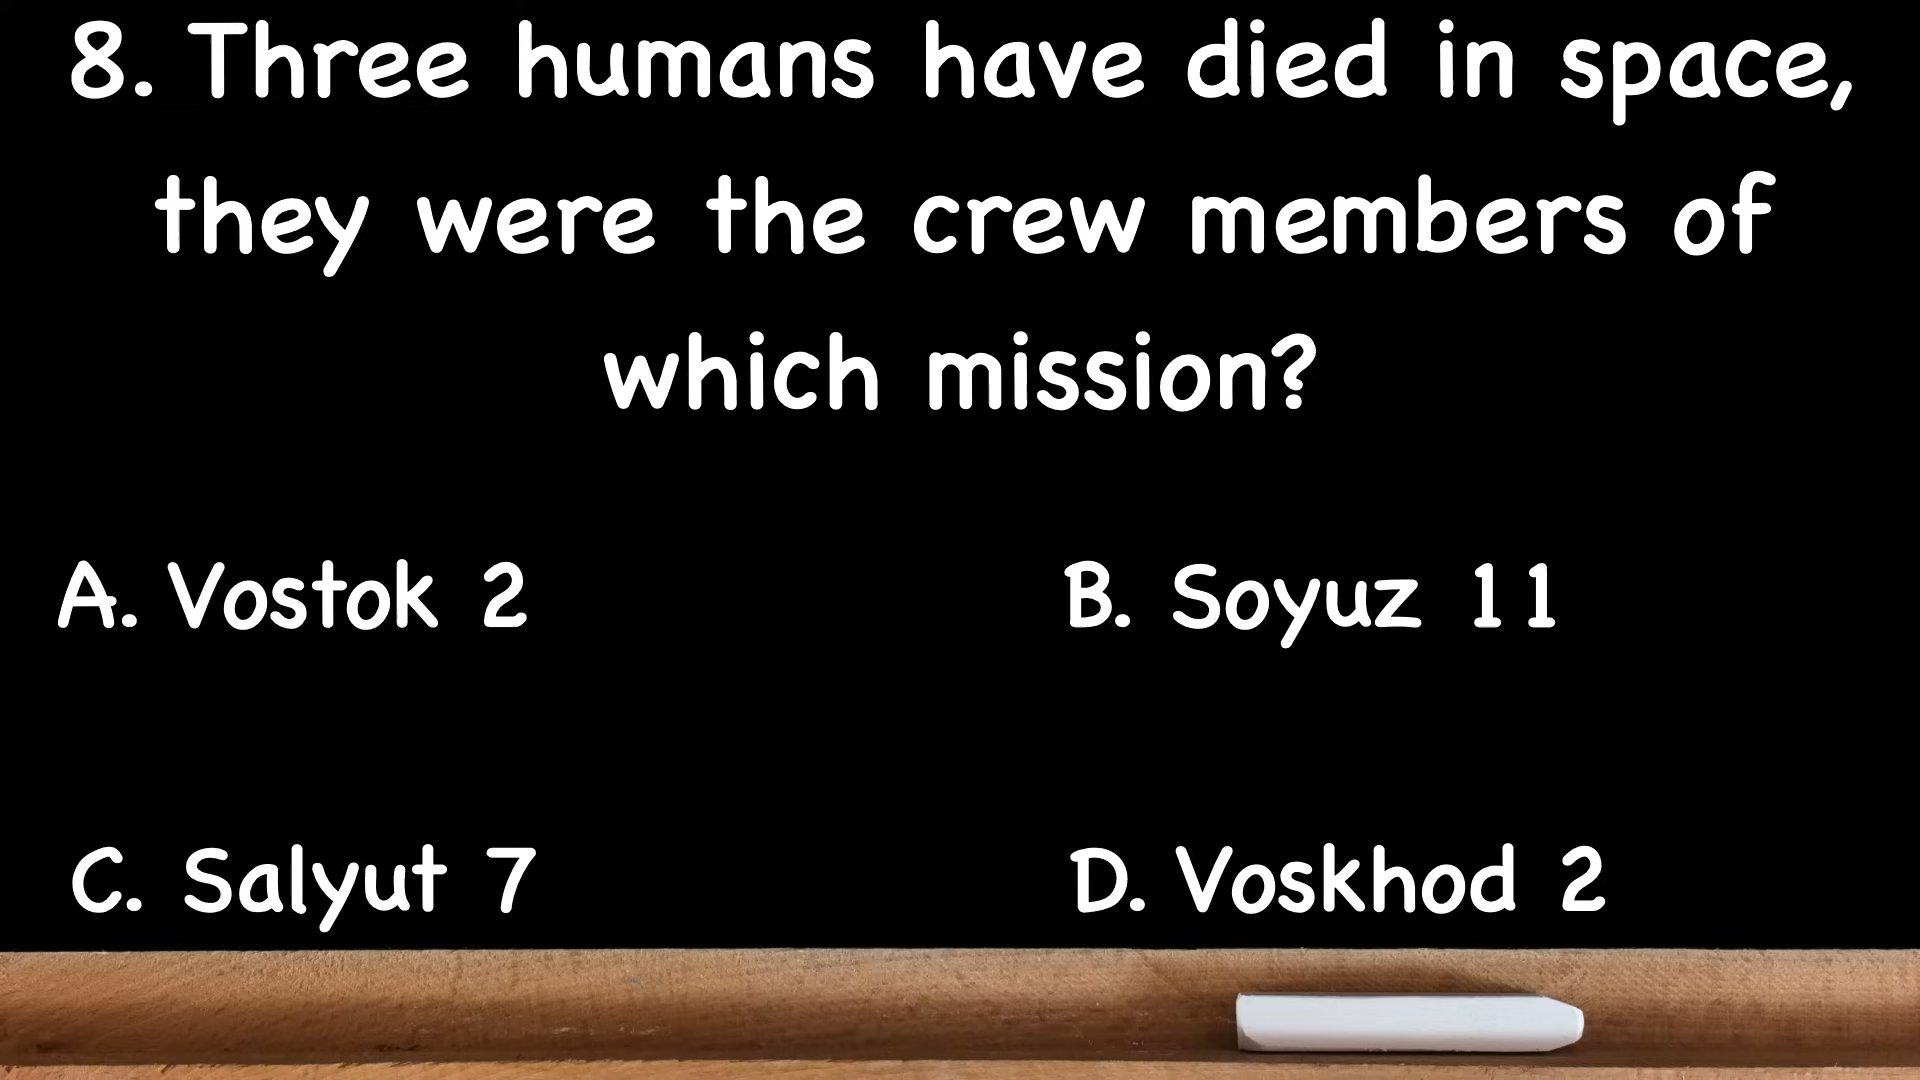 8. Three humans have died in space,
they were the crew members of
which mission?
A. Vostok 2
B. Soyuz 11
C. Salyut 7
D. Voskhod 2